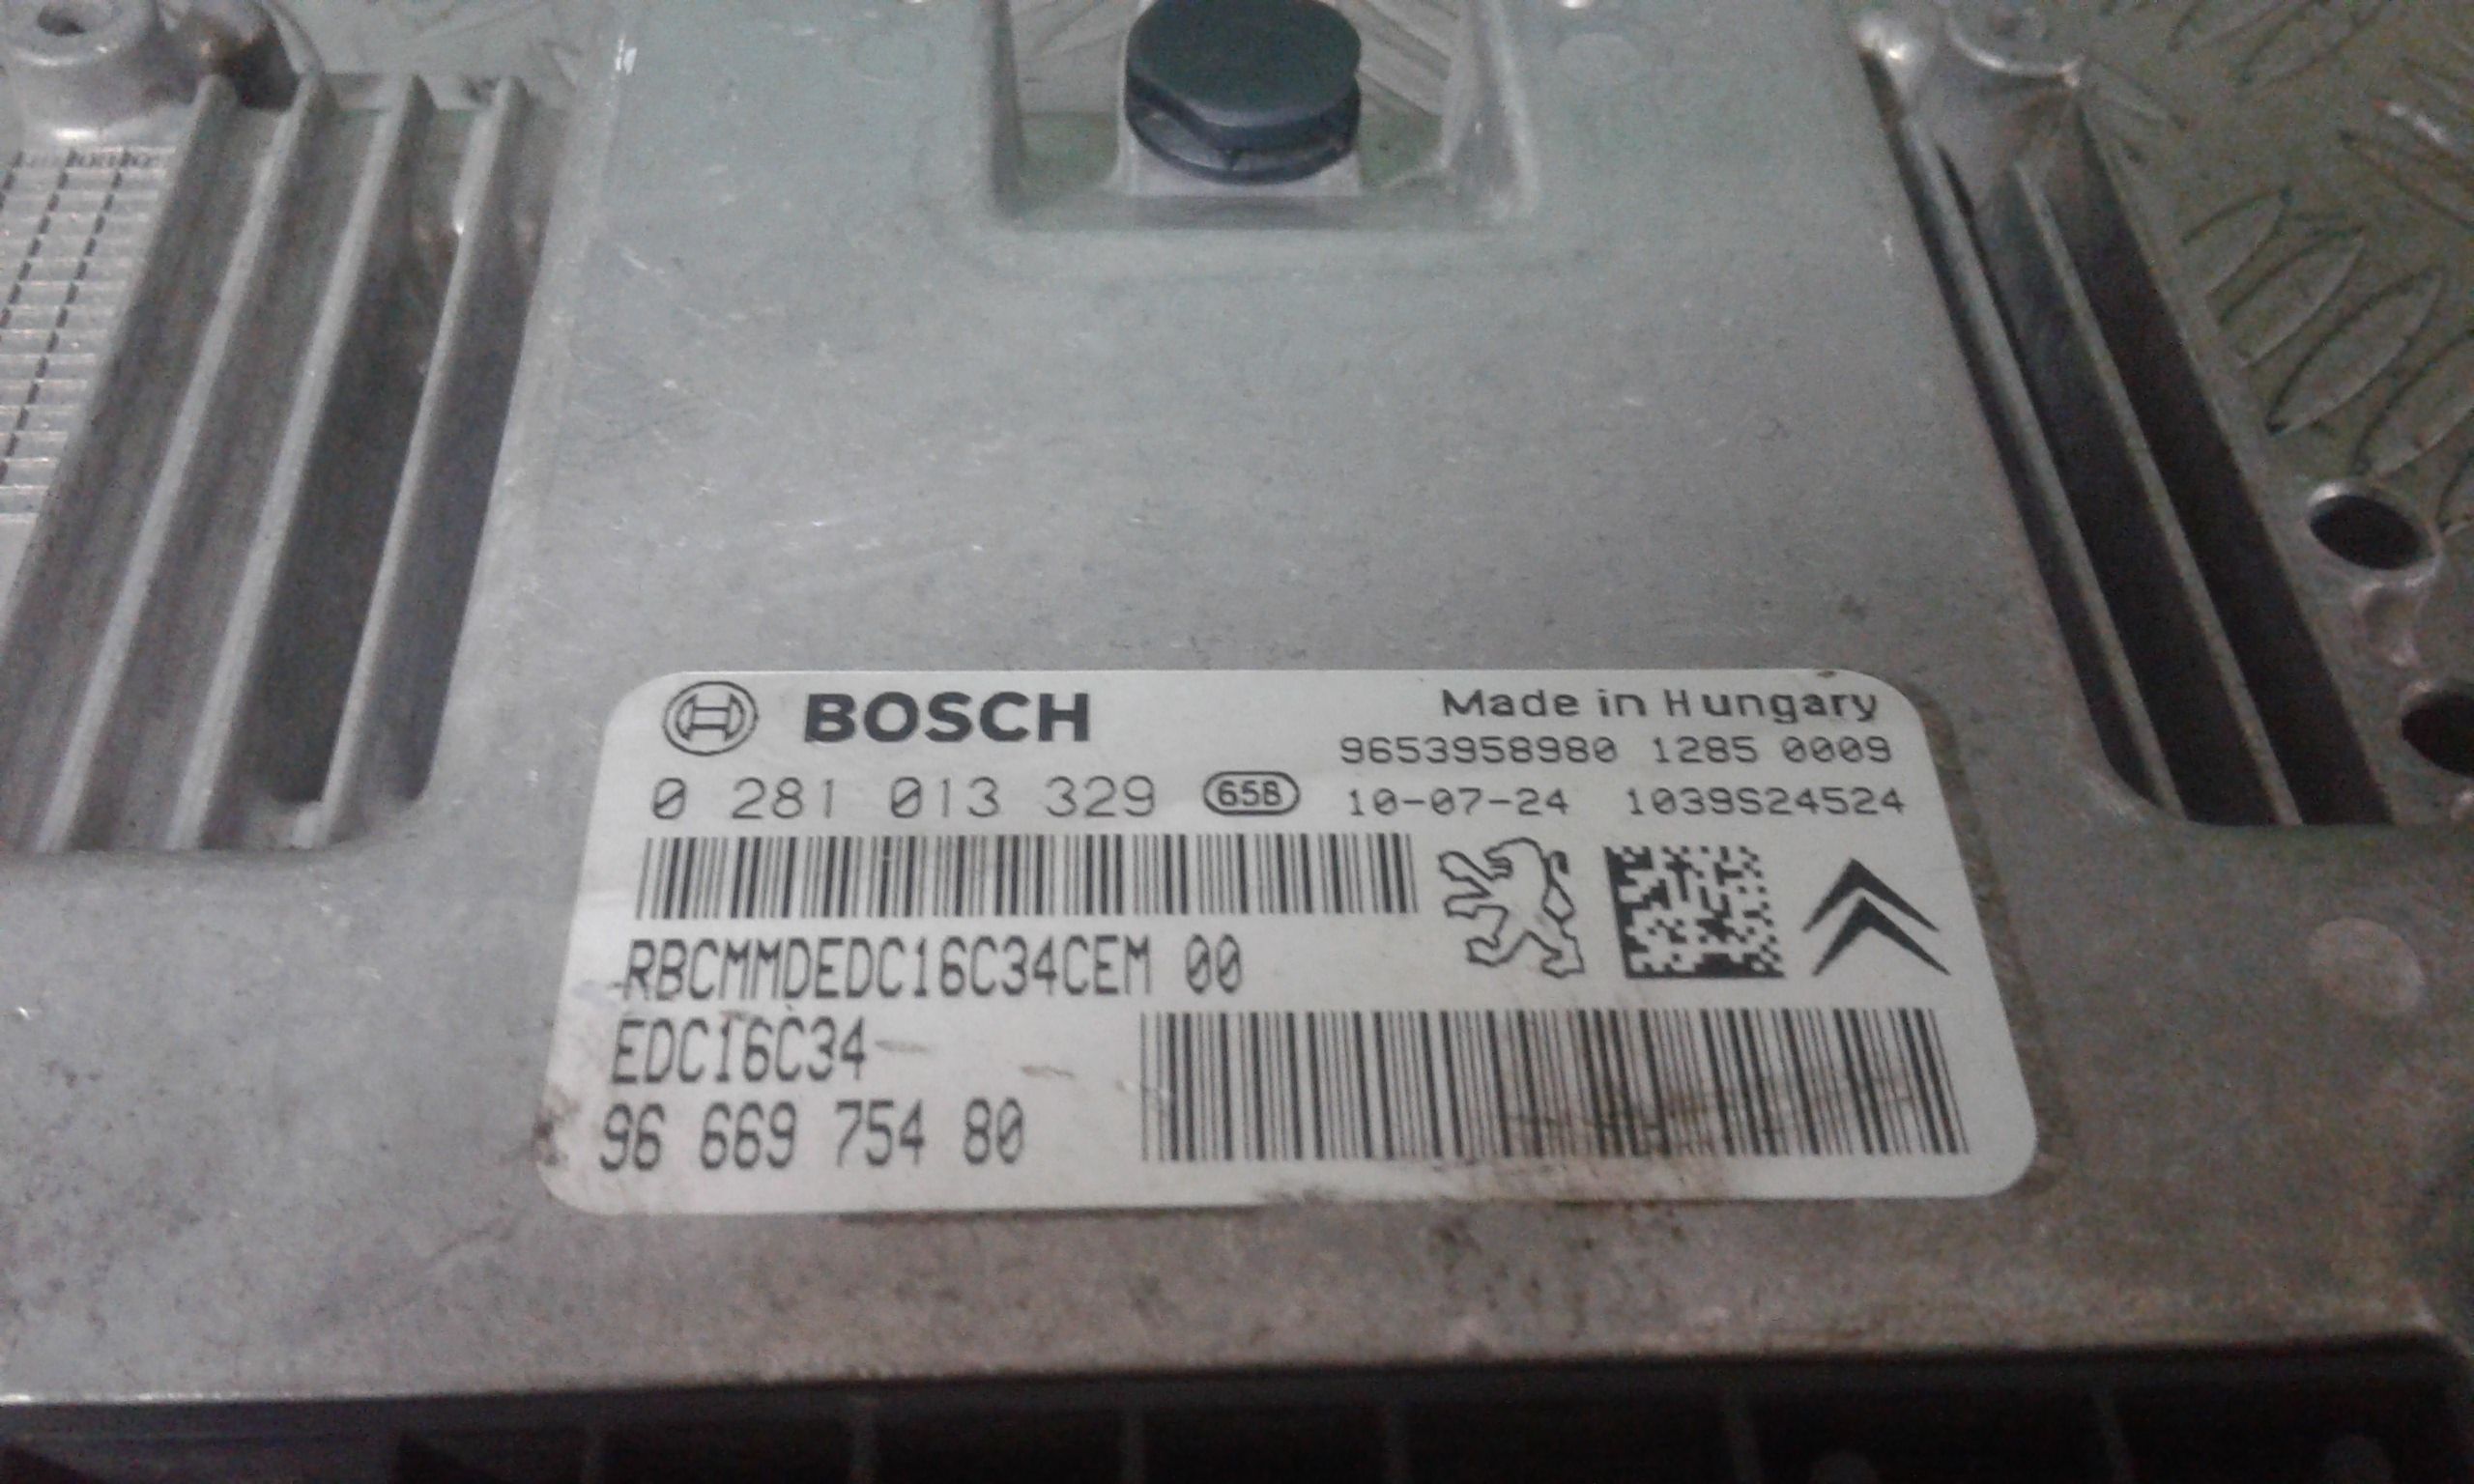 BOSCH
Made in Hungary
9653958980 1285 0009
0 281 013 329 65B 10-07-24 1039S24524
RBCMMDEDC16C34CEM 00
EDC16C34
96 669 754 80